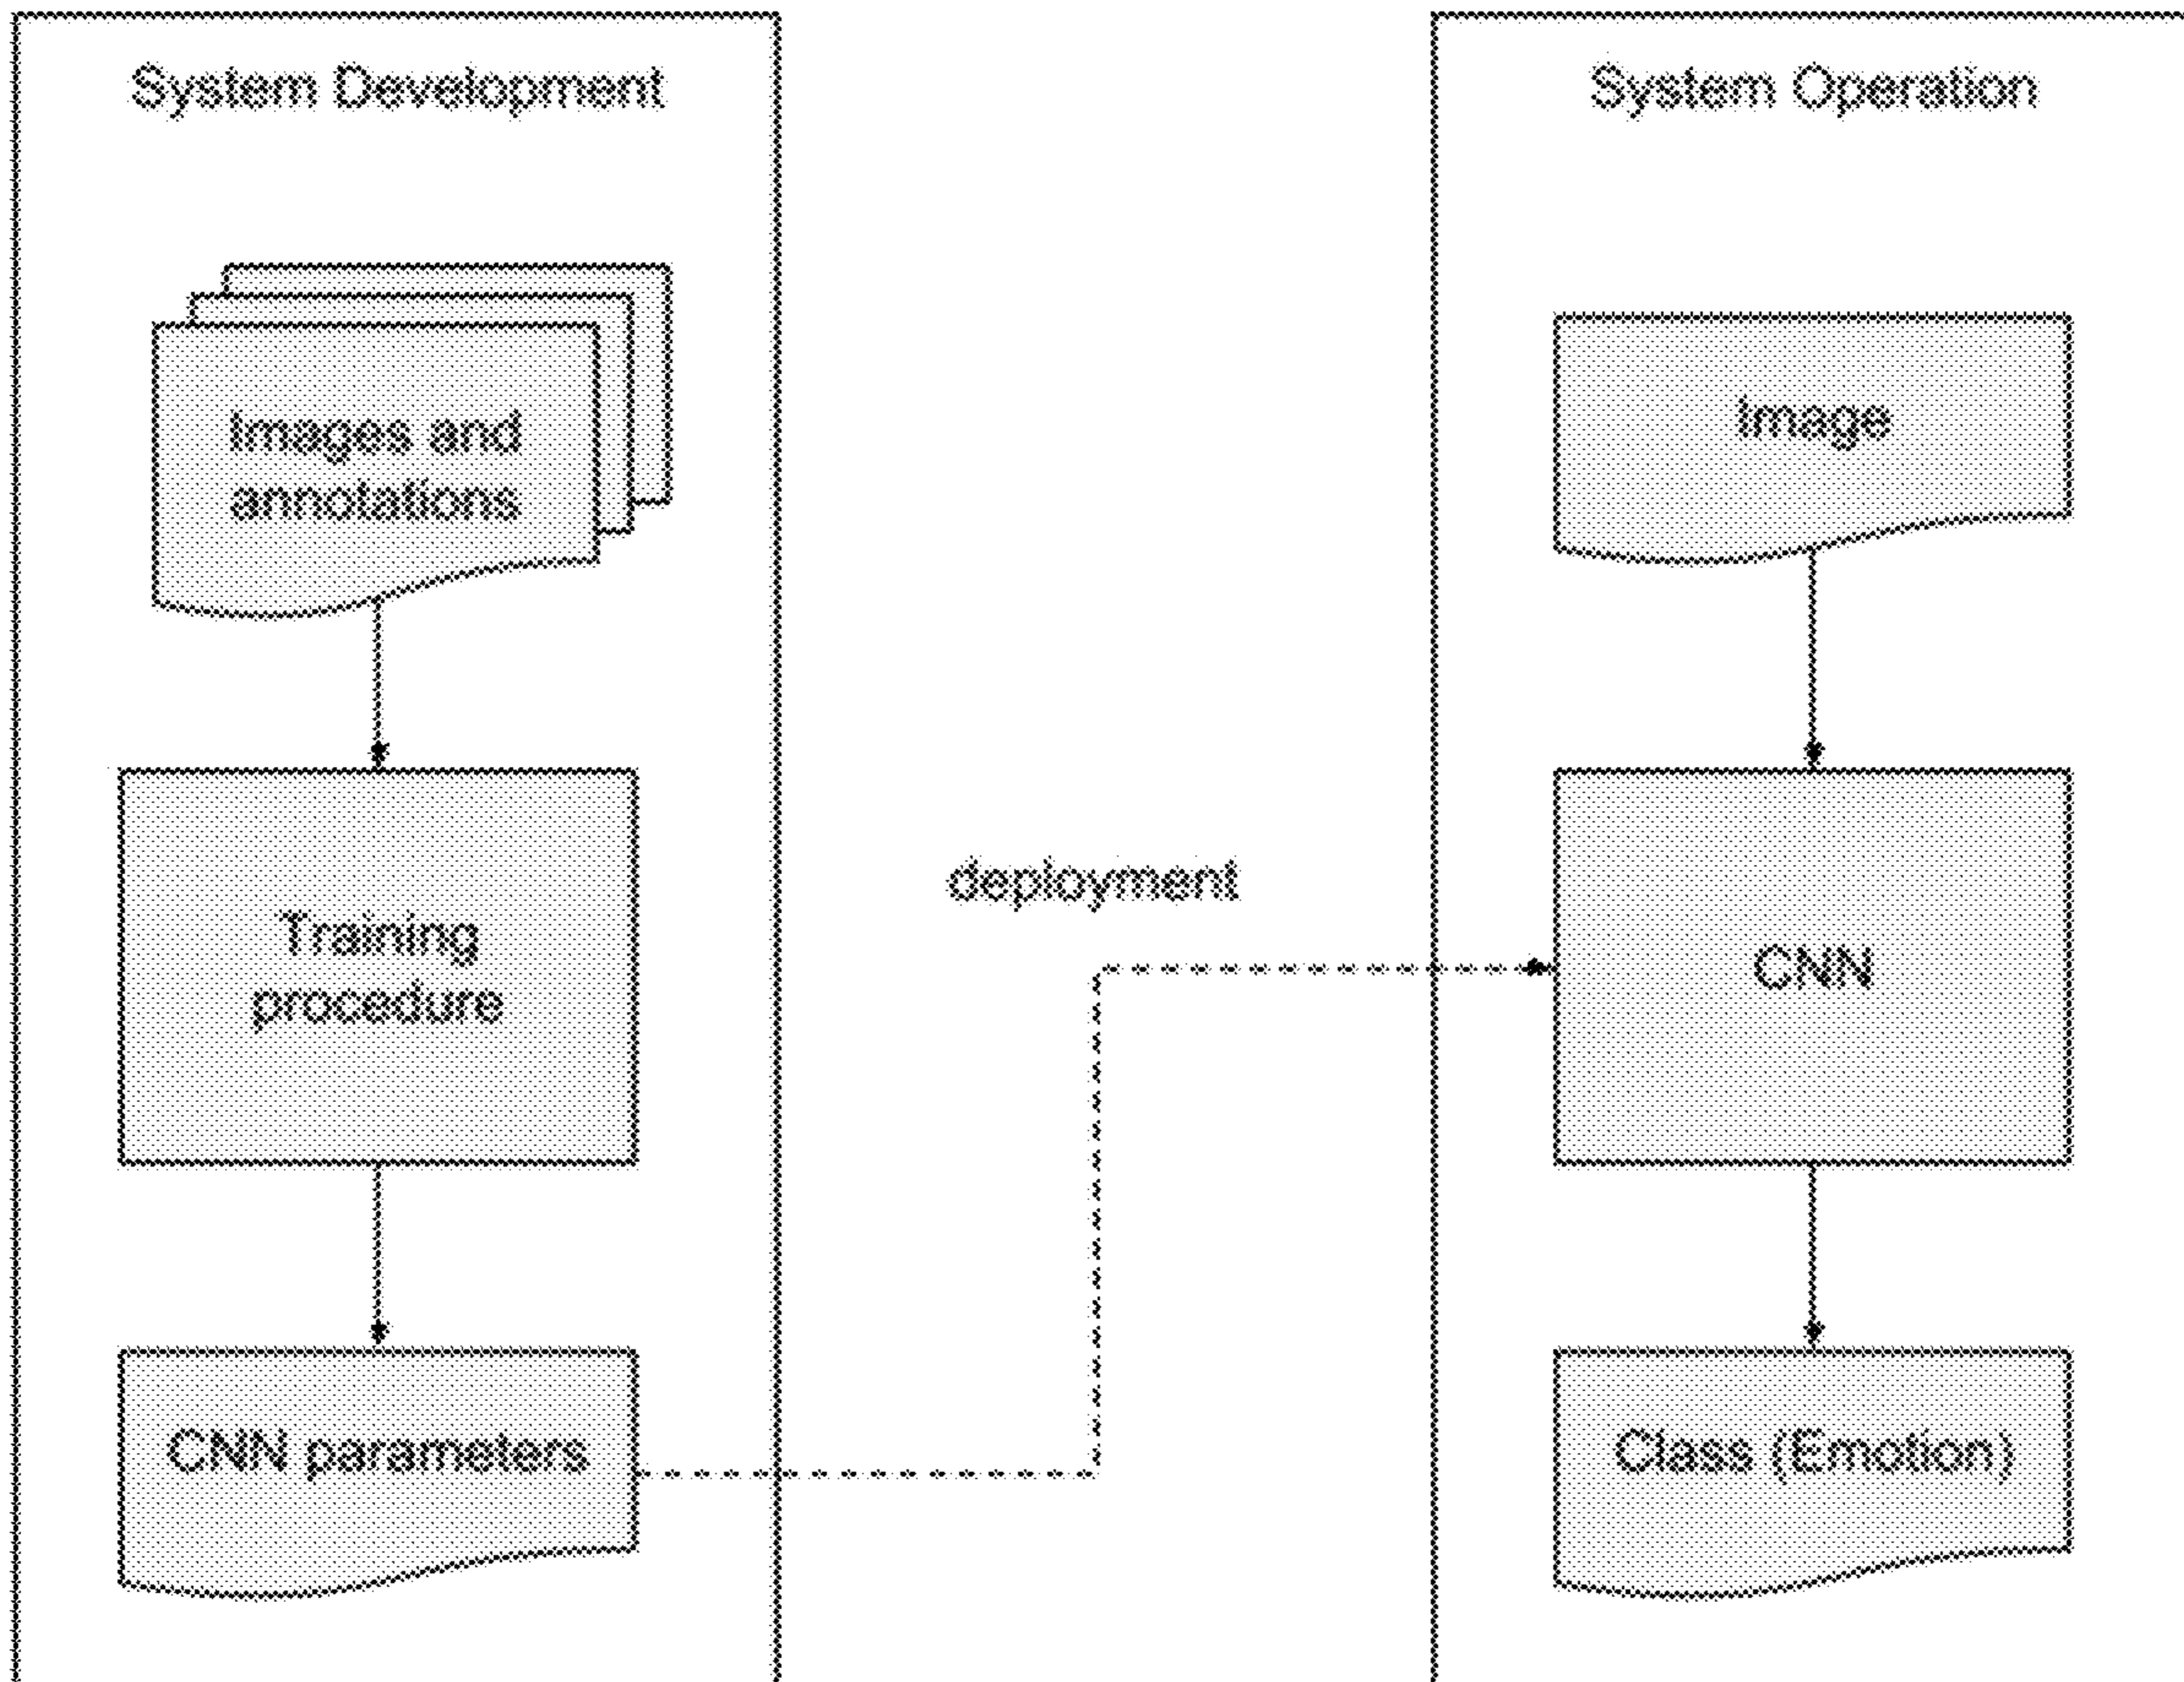 System Development
Images and
annotations
Training
procedure
CNN parameters
deployment
System Operation
Image
CNN
Class (Emotion)